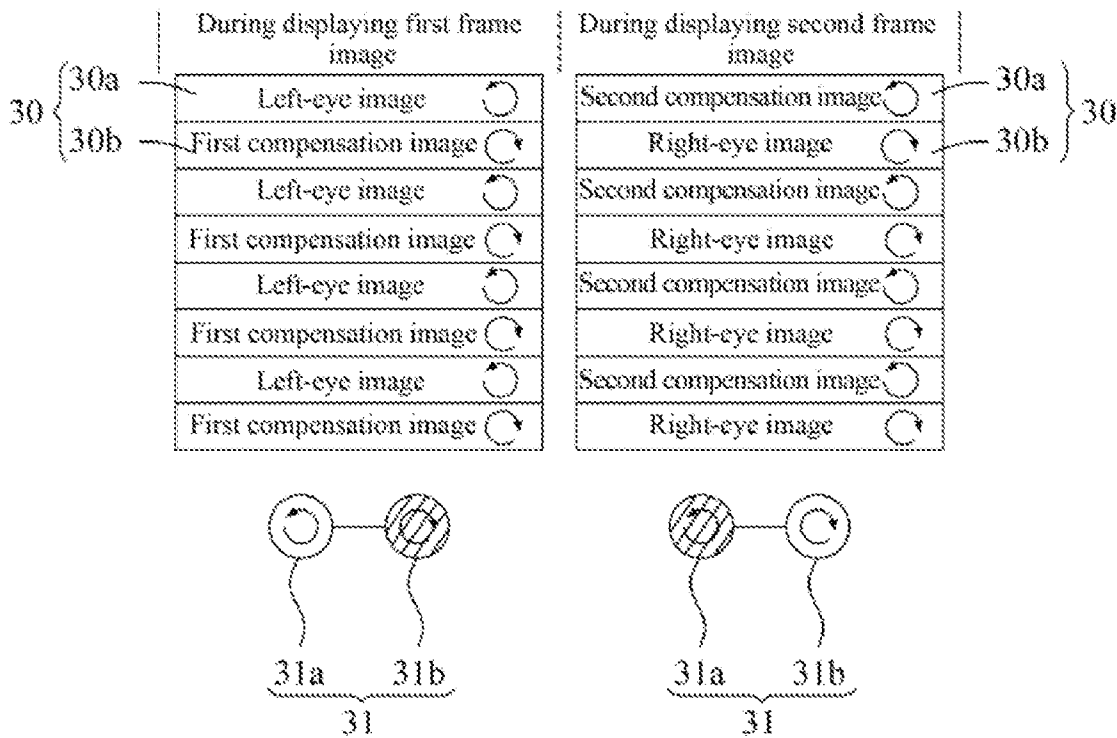 During displaying first frame
image
During displaying second frame
image
30
30a
30b
Left-eye image
First compensation image
Left-eye image
First compensation image
Left-eye image
First compensation image
Left-eye image
First compensation image
Second compensation image
Right-eye image
Second compensation image
Right-eye image
Second compensation image
Right-eye image
Second compensation image
Right-eye image
30a
30b
30
31a
31b
31
31a
31b
31